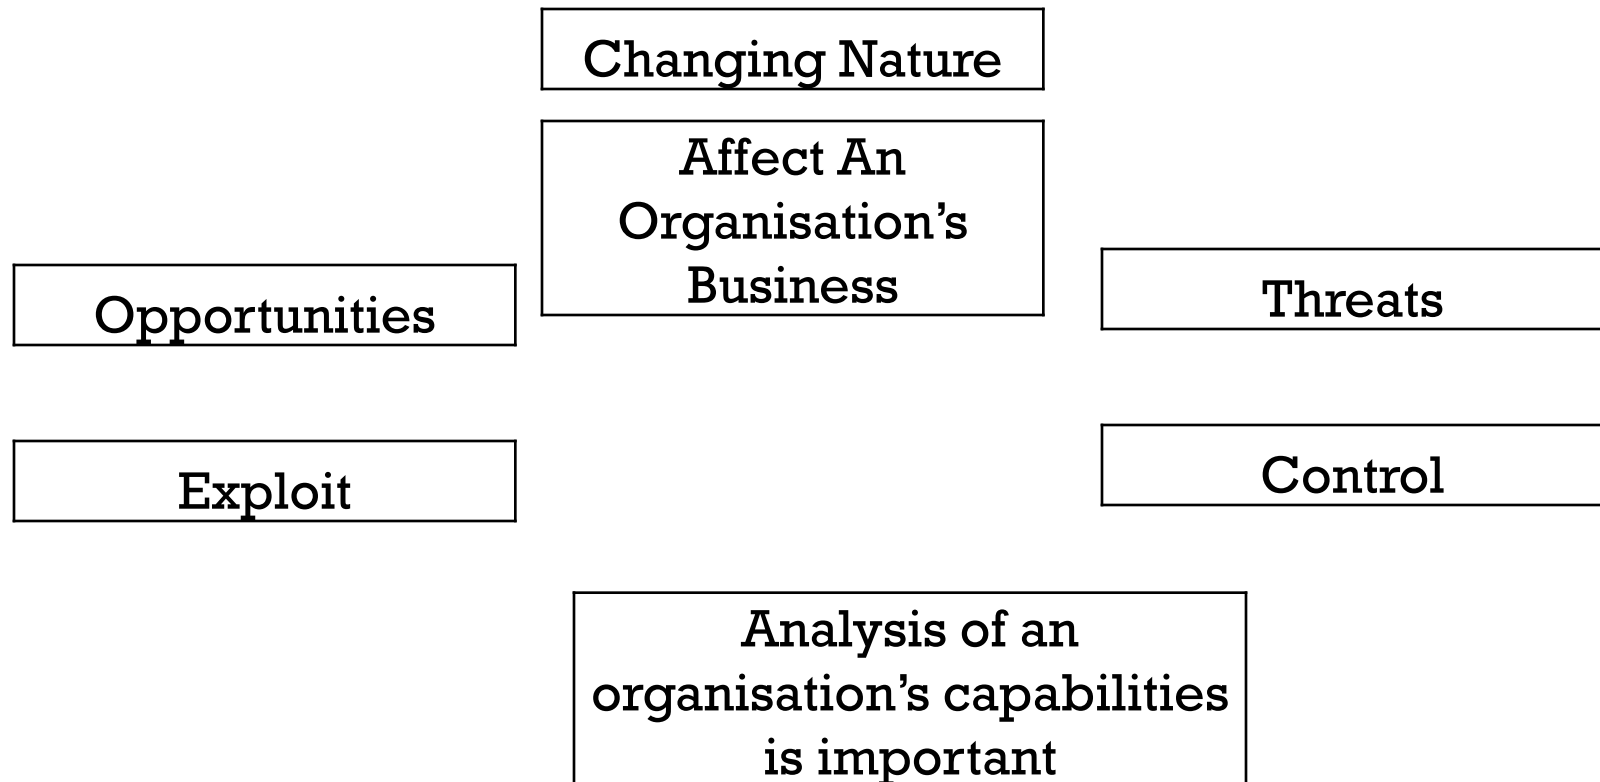 Changing Nature
Affect An
Organisation’s
Business
Opportunities
Threats
Exploit
Control
Analysis of an
organisation’s capabilities
is important